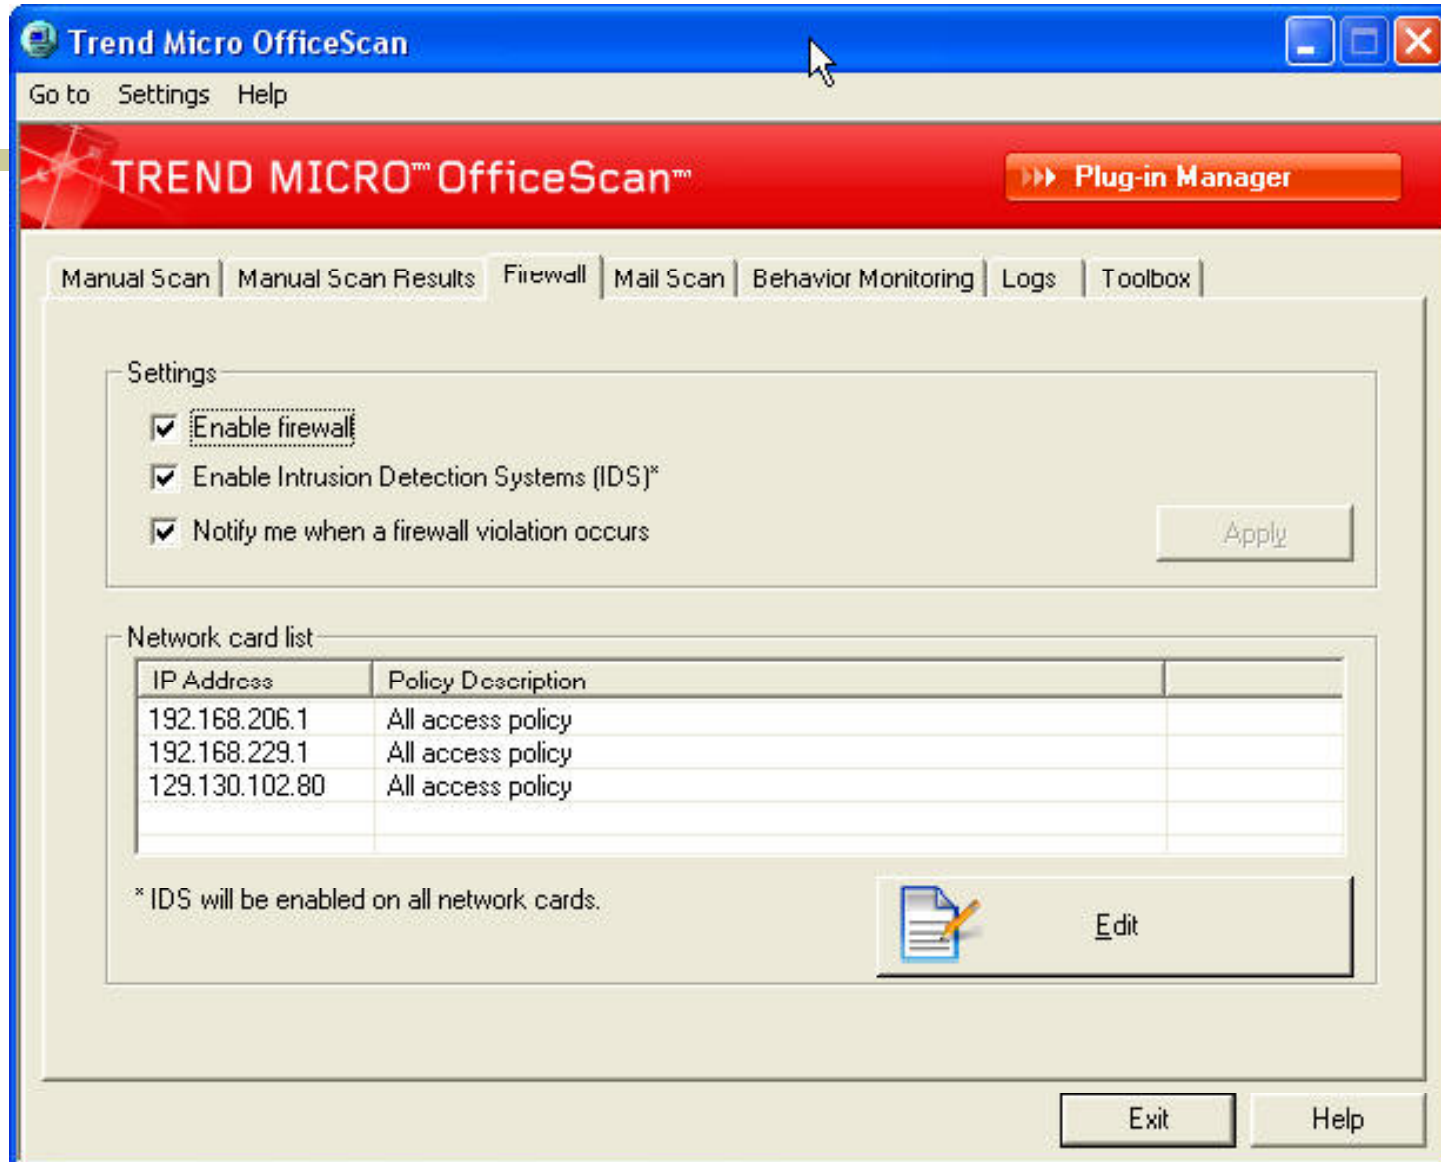 Trend Micro OfficeScan
Go to Settings Help
TREND MICRO™ OfficeScan™
Plug-in Manager
Manual Scan Manual Scan Results Firewall Mail Scan Behavior Monitoring Logs Toolbox
Settings
Enable firewall
Enable Intrusion Detection Systems (IDS)*
Notify me when a firewall violation occurs
Apply
Network card list
IP Address Policy Description
192.168.206.1 All access policy
192.168.229.1 All access policy
129.130.102.80 All access policy
* IDS will be enabled on all network cards.
Edit
Exit Help